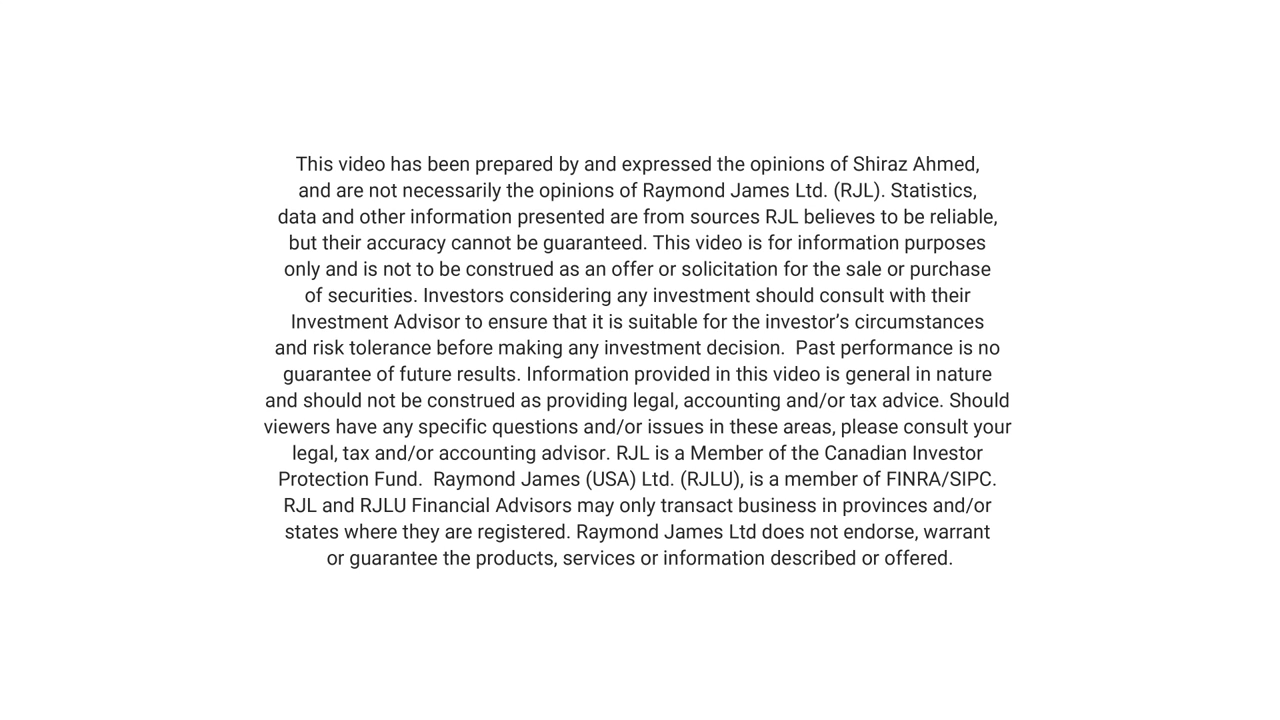 This video has been prepared by and expressed the opinions of Shiraz Ahmed,
and are not necessarily the opinions of Raymond James Ltd. (RJL). Statistics,
data and other information presented are from sources RJL believes to be reliable,
but their accuracy cannot be guaranteed. This video is for information purposes
only and is not to be construed as an offer or solicitation for the sale or purchase
of securities. Investors considering any investment should consult with their
Investment Advisor to ensure that it is suitable for the investor’s circumstances
and risk tolerance before making any investment decision.  Past performance is no
guarantee of future results. Information provided in this video is general in nature
and should not be construed as providing legal, accounting and/or tax advice. Should
viewers have any specific questions and/or issues in these areas, please consult your
legal, tax and/or accounting advisor. RJL is a Member of the Canadian Investor
Protection Fund.  Raymond James (USA) Ltd. (RJLU), is a member of FINRA/SIPC.
RJL and RJLU Financial Advisors may only transact business in provinces and/or
states where they are registered. Raymond James Ltd does not endorse, warrant
or guarantee the products, services or information described or offered.